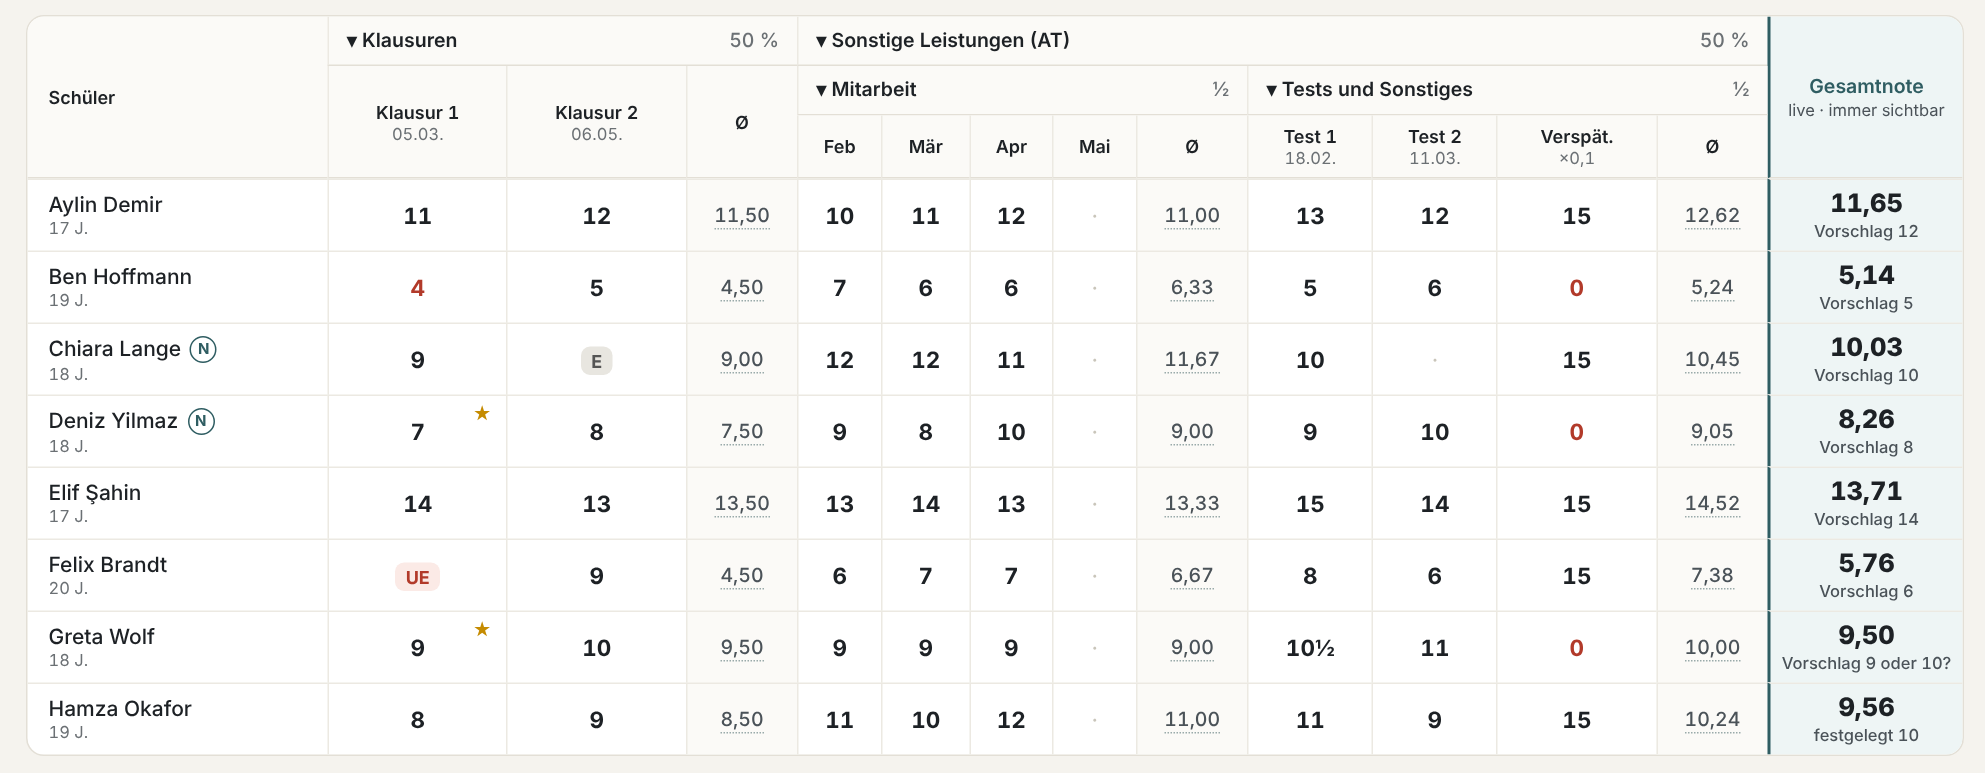 Schüler
▾ Klausuren 50 %
▾ Sonstige Leistungen (AT) 50 %
Gesamtnote
live · immer sichtbar
Klausur 1
05.03.
Klausur 2
06.05.
Ø
▾ Mitarbeit ½
▾ Tests und Sonstiges ½
Feb Mär Apr Mai Ø
Test 1
18.02.
Test 2
11.03.
Verspät.
×0,1
Ø
Aylin Demir 11 12 11,50 10 11 12 · 11,00 13 12 15 12,62 11,65
17 J. Vorschlag 12
Ben Hoffmann 4 5 4,50 7 6 6 · 6,33 5 6 0 5,24 5,14
19 J. Vorschlag 5
Chiara Lange N 9 E 9,00 12 12 11 · 11,67 10 · 15 10,45 10,03
18 J. Vorschlag 10
Deniz Yilmaz N 7 ★ 8 7,50 9 8 10 · 9,00 9 10 0 9,05 8,26
18 J. Vorschlag 8
Elif Şahin 14 13 13,50 13 14 13 · 13,33 15 14 15 14,52 13,71
17 J. Vorschlag 14
Felix Brandt UE 9 4,50 6 7 7 · 6,67 8 6 15 7,38 5,76
20 J. Vorschlag 6
Greta Wolf 9 ★ 10 9,50 9 9 9 · 9,00 10½ 11 0 10,00 9,50
18 J. Vorschlag 9 oder 10?
Hamza Okafor 8 9 8,50 11 10 12 · 11,00 11 9 15 10,24 9,56
19 J. festgelegt 10